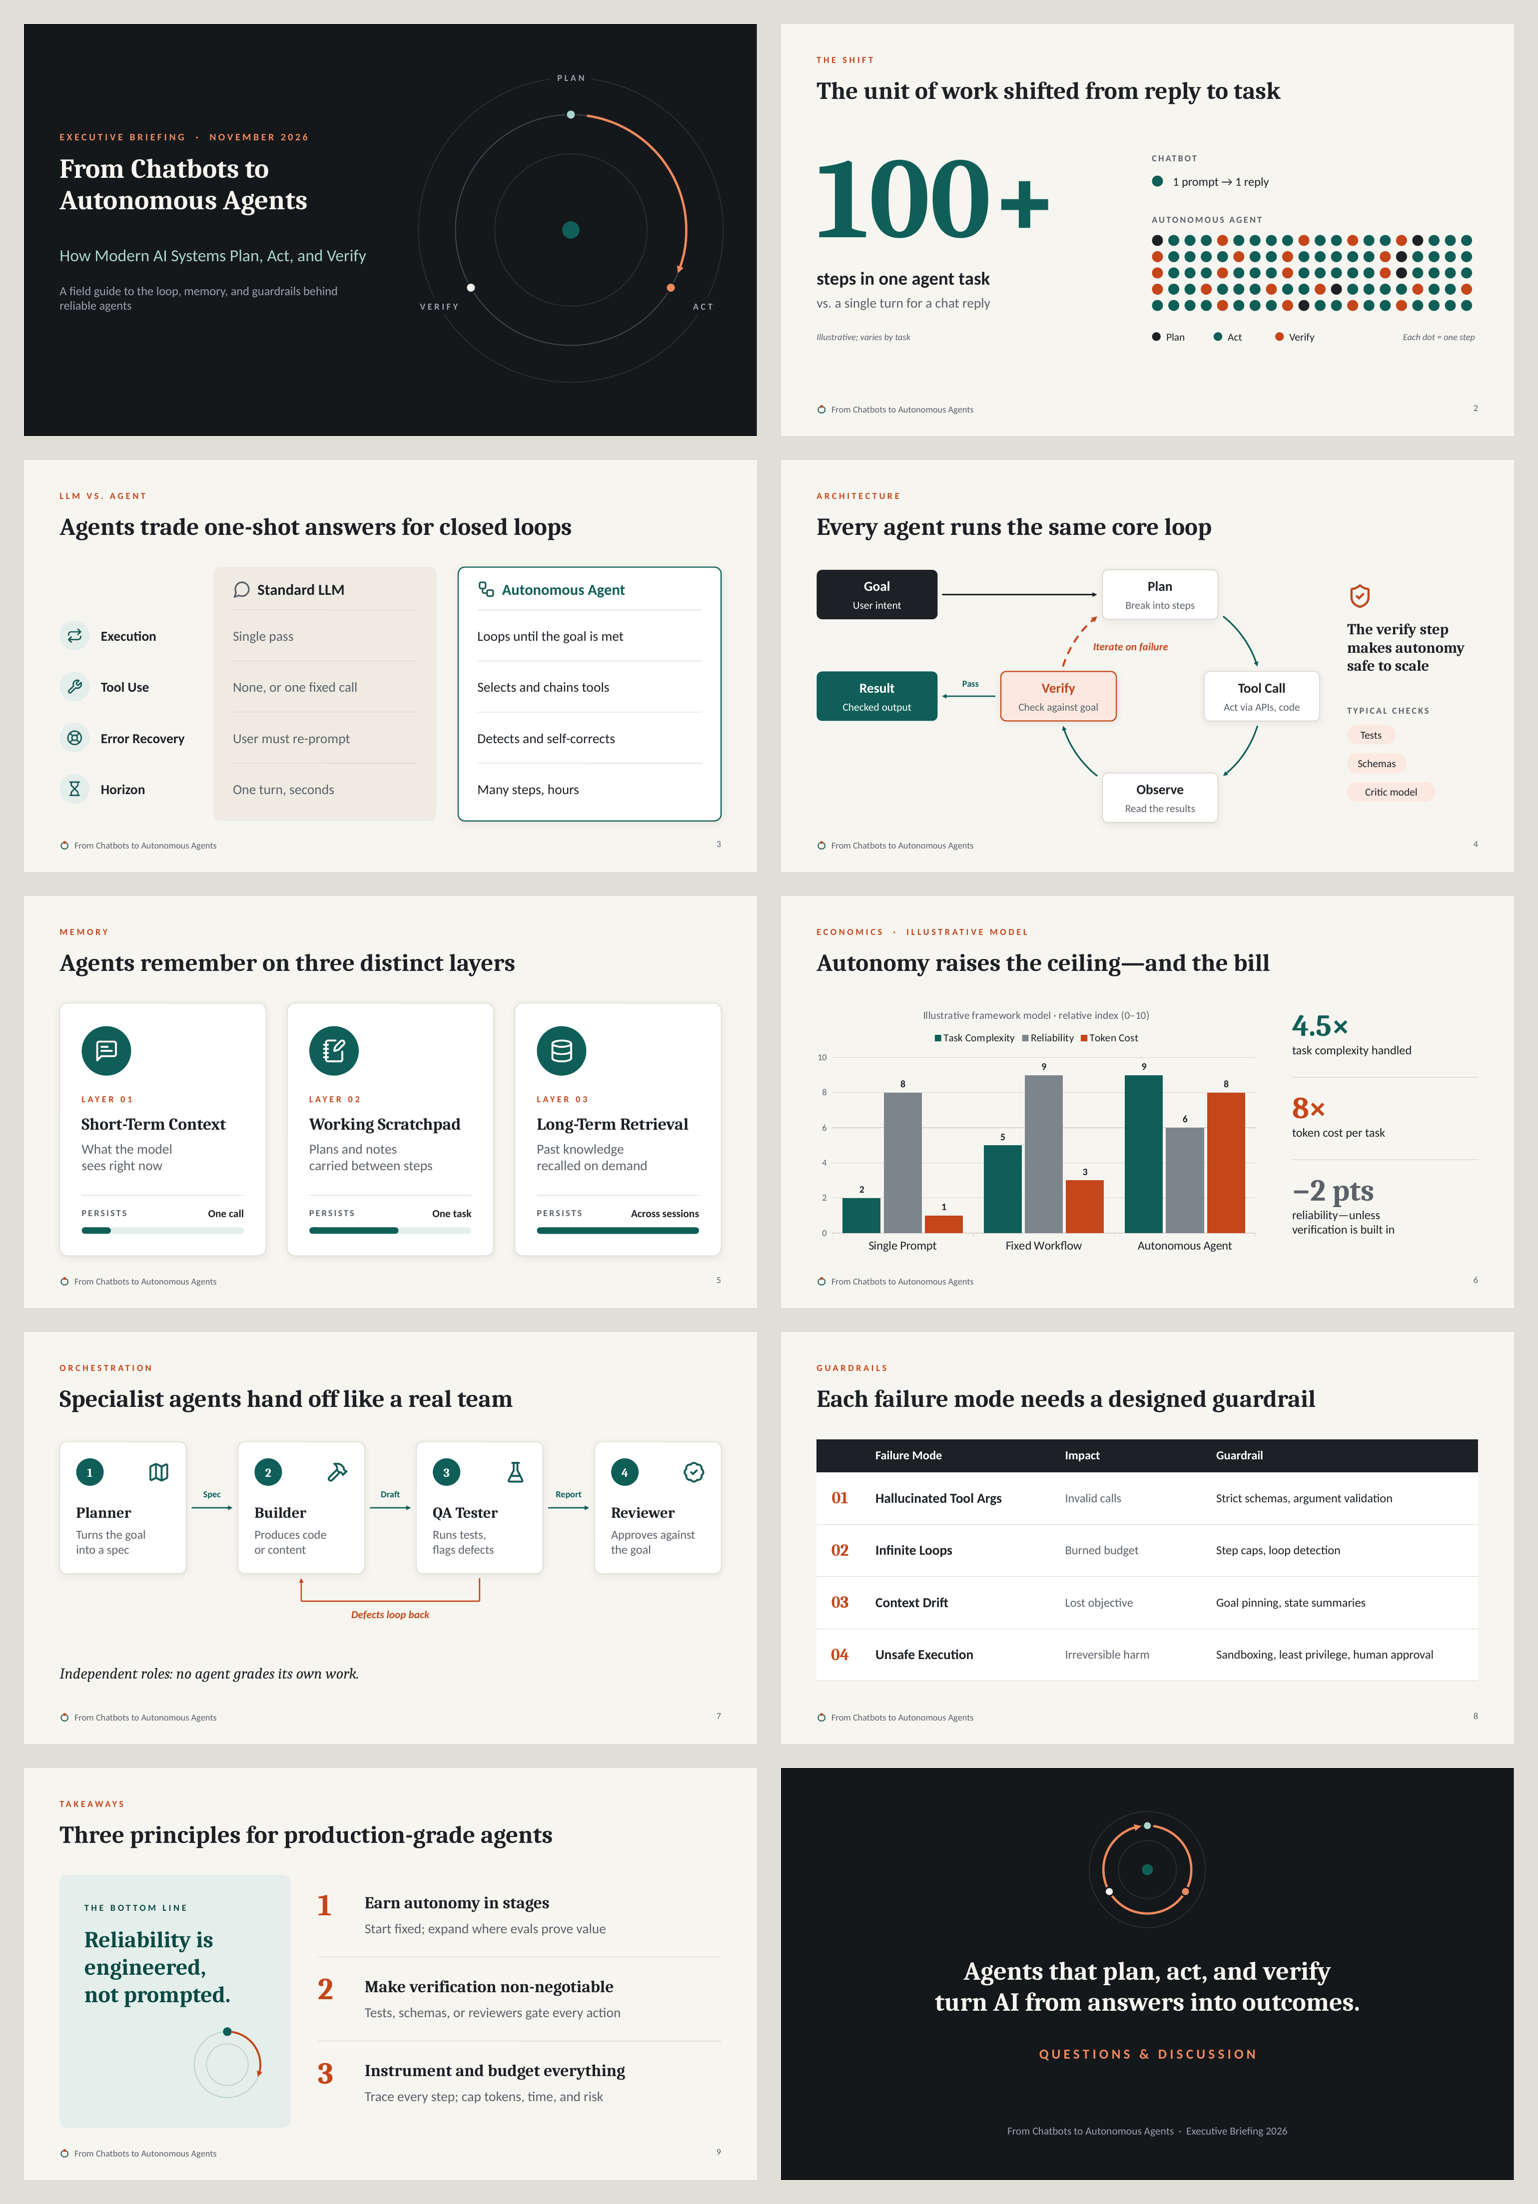 PLAN
EXECUTIVE BRIEFING · NOVEMBER 2026
From Chatbots to
Autonomous Agents
How Modern AI Systems Plan, Act, and Verify
A field guide to the loop, memory, and guardrails behind
reliable agents
VERIFY
ACT
THE SHIFT
The unit of work shifted from reply to task
100+
steps in one agent task
vs. a single turn for a chat reply
Illustrative; varies by task
CHATBOT
1 prompt → 1 reply
AUTONOMOUS AGENT
Plan
Act
Verify
Each dot = one step
From Chatbots to Autonomous Agents
2
LLM VS. AGENT
Agents trade one-shot answers for closed loops
Standard LLM
Autonomous Agent
Execution
Single pass
Loops until the goal is met
Tool Use
None, or one fixed call
Selects and chains tools
Error Recovery
User must re-prompt
Detects and self-corrects
Horizon
One turn, seconds
Many steps, hours
From Chatbots to Autonomous Agents
3
ARCHITECTURE
Every agent runs the same core loop
Goal
User intent
Plan
Break into steps
Iterate on failure
Result
Checked output
Pass
Verify
Check against goal
Tool Call
Act via APIs, code
Observe
Read the results
The verify step
makes autonomy
safe to scale
TYPICAL CHECKS
Tests
Schemas
Critic model
From Chatbots to Autonomous Agents
4
MEMORY
Agents remember on three distinct layers
LAYER 01
Short-Term Context
What the model
sees right now
PERSISTS
One call
LAYER 02
Working Scratchpad
Plans and notes
carried between steps
PERSISTS
One task
LAYER 03
Long-Term Retrieval
Past knowledge
recalled on demand
PERSISTS
Across sessions
From Chatbots to Autonomous Agents
5
ECONOMICS · ILLUSTRATIVE MODEL
Autonomy raises the ceiling—and the bill
Illustrative framework model · relative index (0–10)
Task Complexity
Reliability
Token Cost
10
8
6
4
2
0
2
8
1
5
9
3
9
6
8
Single Prompt
Fixed Workflow
Autonomous Agent
4.5×
task complexity handled
8×
token cost per task
−2 pts
reliability—unless
verification is built in
From Chatbots to Autonomous Agents
6
ORCHESTRATION
Specialist agents hand off like a real team
1
Planner
Turns the goal
into a spec
Spec
2
Builder
Produces code
or content
Draft
3
QA Tester
Runs tests,
flags defects
Report
4
Reviewer
Approves against
the goal
Defects loop back
Independent roles: no agent grades its own work.
From Chatbots to Autonomous Agents
7
GUARDRAILS
Each failure mode needs a designed guardrail
Failure Mode
Impact
Guardrail
01
Hallucinated Tool Args
Invalid calls
Strict schemas, argument validation
02
Infinite Loops
Burned budget
Step caps, loop detection
03
Context Drift
Lost objective
Goal pinning, state summaries
04
Unsafe Execution
Irreversible harm
Sandboxing, least privilege, human approval
From Chatbots to Autonomous Agents
8
TAKEAWAYS
Three principles for production-grade agents
THE BOTTOM LINE
Reliability is
engineered,
not prompted.
1
Earn autonomy in stages
Start fixed; expand where evals prove value
2
Make verification non-negotiable
Tests, schemas, or reviewers gate every action
3
Instrument and budget everything
Trace every step; cap tokens, time, and risk
From Chatbots to Autonomous Agents
9
Agents that plan, act, and verify
turn AI from answers into outcomes.
QUESTIONS & DISCUSSION
From Chatbots to Autonomous Agents · Executive Briefing 2026